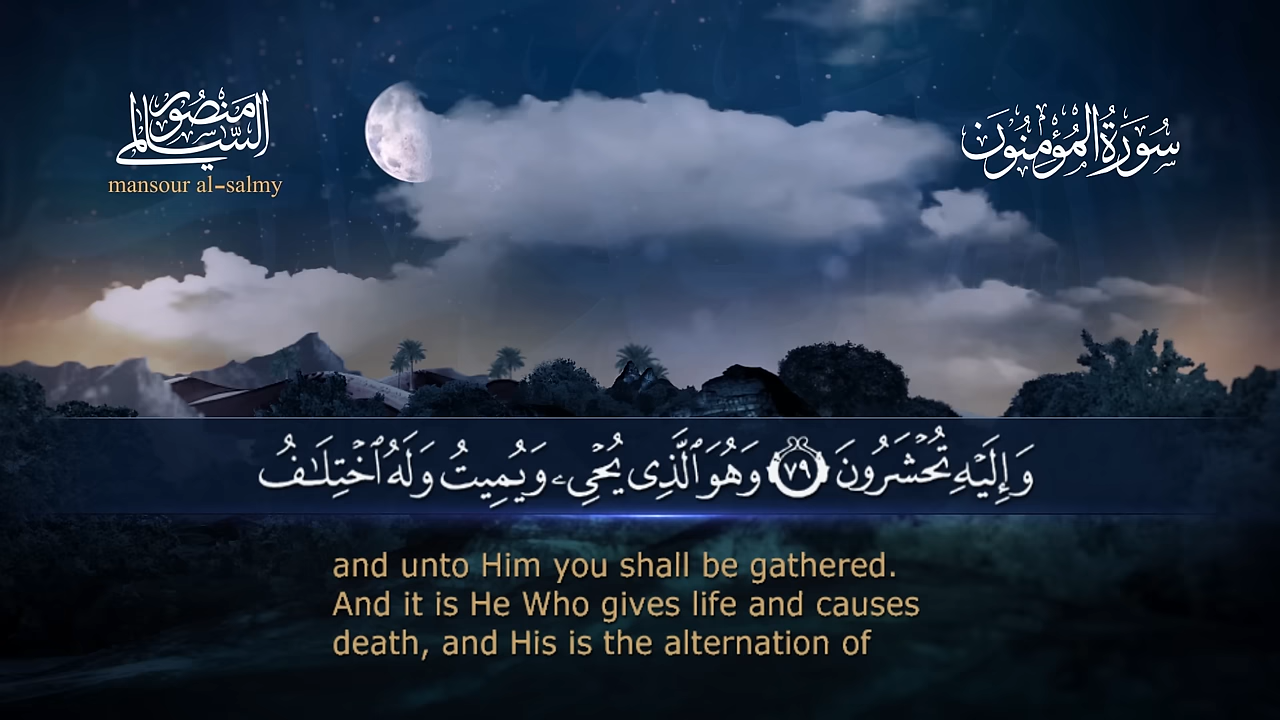 منصور السالمي
mansour al-salmy
سُورَةُ الْمُؤْمِنُونَ
وَإِلَيْهِ تُحْشَرُونَ ٧٩ وَهُوَ ٱلَّذِى يُحْىِۦ وَيُمِيتُ وَلَهُ ٱخْتِلَـٰفُ
and unto Him you shall be gathered.
And it is He Who gives life and causes
death, and His is the alternation of